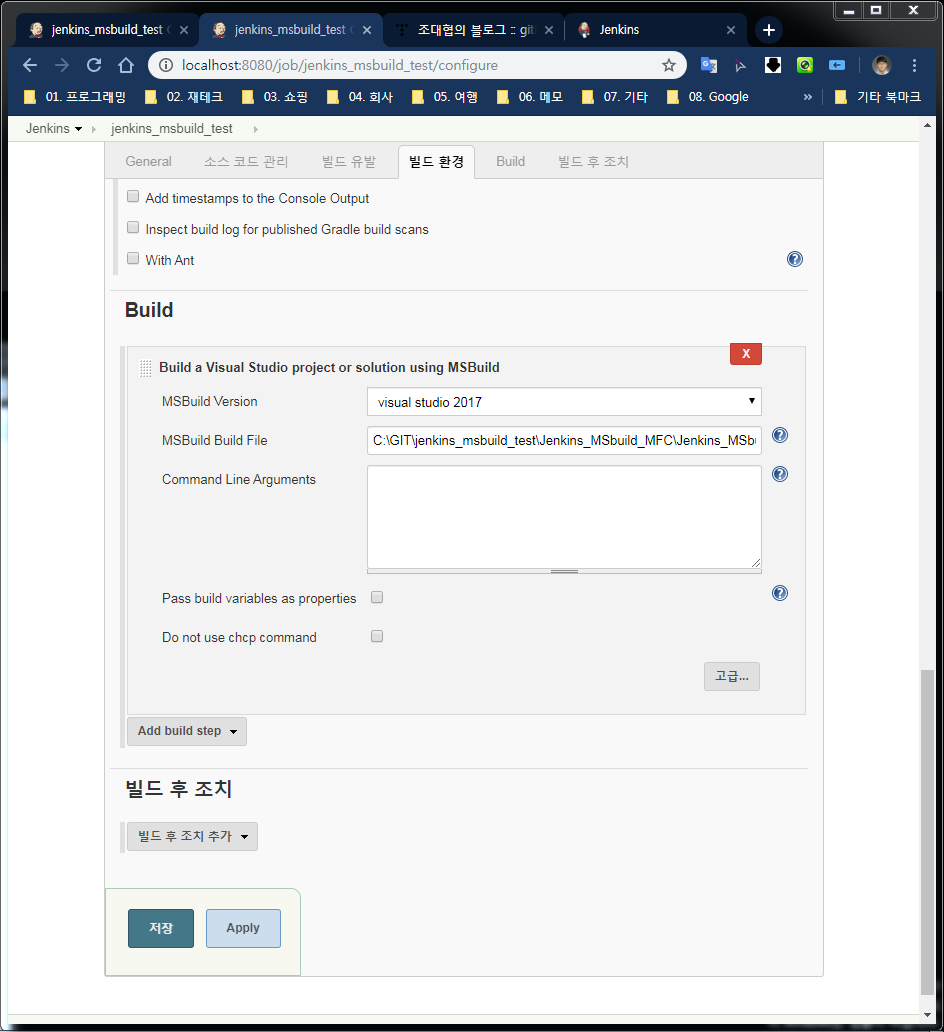 jenkins_msbuild_test
jenkins_msbuild_test
조대협의 블로그 :: git
Jenkins
localhost:8080/job/jenkins_msbuild_test/configure
01. 프로그래밍
02. 재테크
03. 쇼핑
04. 회사
05. 여행
06. 메모
07. 기타
08. Google
»
기타 북마크
Jenkins
jenkins_msbuild_test
General
소스 코드 관리
빌드 유발
빌드 환경
Build
빌드 후 조치
Add timestamps to the Console Output
Inspect build log for published Gradle build scans
With Ant
Build
X
Build a Visual Studio project or solution using MSBuild
MSBuild Version
visual studio 2017
MSBuild Build File
C:\GIT\jenkins_msbuild_test\Jenkins_MSbuild_MFC\Jenkins_MSbu
Command Line Arguments
Pass build variables as properties
Do not use chcp command
고급...
Add build step
빌드 후 조치
빌드 후 조치 추가
저장
Apply